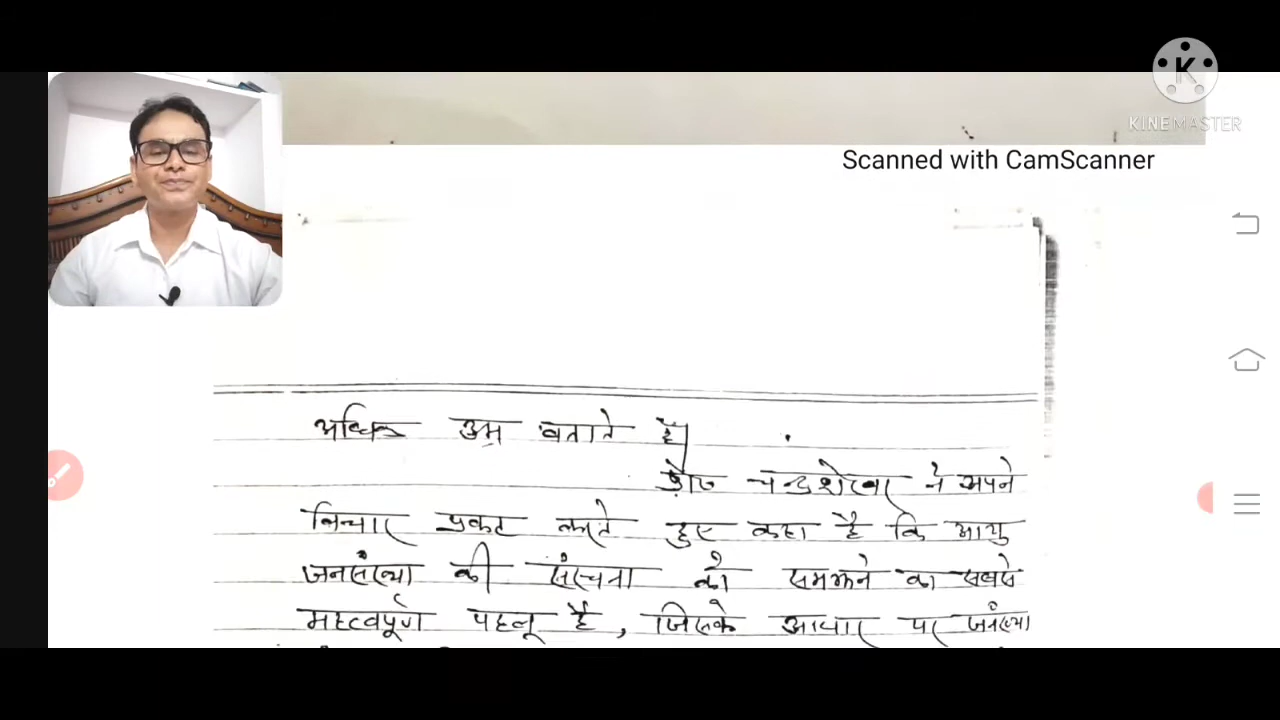 KINEMASTER
Scanned with CamScanner
अधिक उम्र बताते हैं।
प्रो० चन्द्रशेखर ने अपने
विचार प्रकट करते हुए कहा है कि आयु
जनसंख्या की संरचना को समझने का सबसे
महत्वपूर्ण पहलू है, जिसके आधार पर जनसंख्या